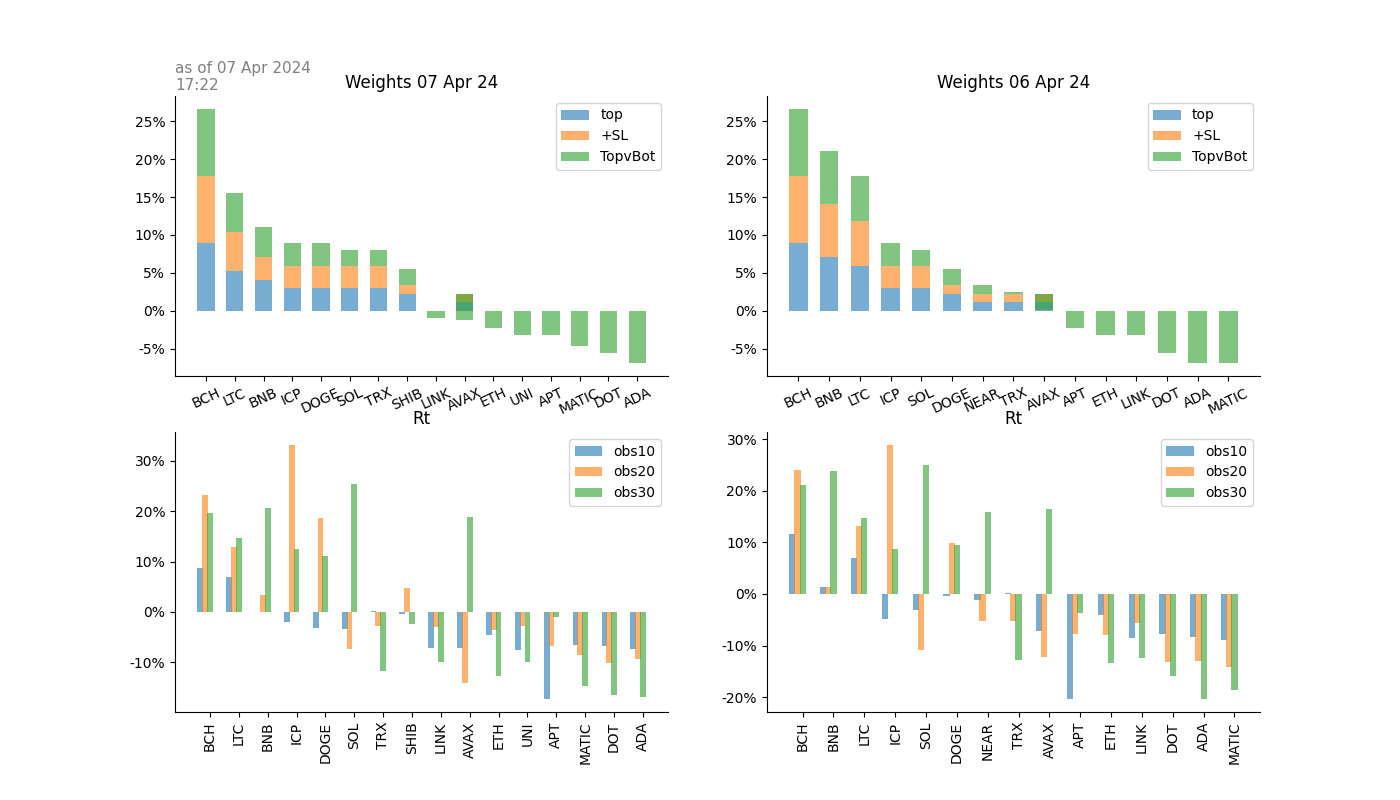 as of 07 Apr 2024
17:22
Weights 07 Apr 24
25%
20%
15%
10%
5%
0%
-5%
top
+SL
TopvBot
BCH LTC BNB ICP DOGE SOL TRX SHIB LINK AVAX ETH UNI APT MATIC DOT ADA
Weights 06 Apr 24
25%
20%
15%
10%
5%
0%
-5%
top
+SL
TopvBot
BCH BNB LTC ICP SOL DOGE NEAR TRX AVAX APT ETH LINK DOT ADA MATIC
Rt
30%
20%
10%
0%
-10%
obs10
obs20
obs30
BCH LTC BNB ICP DOGE SOL TRX SHIB LINK AVAX ETH UNI APT MATIC DOT ADA
Rt
30%
20%
10%
0%
-10%
-20%
obs10
obs20
obs30
BCH BNB LTC ICP SOL DOGE NEAR TRX AVAX APT ETH LINK DOT ADA MATIC